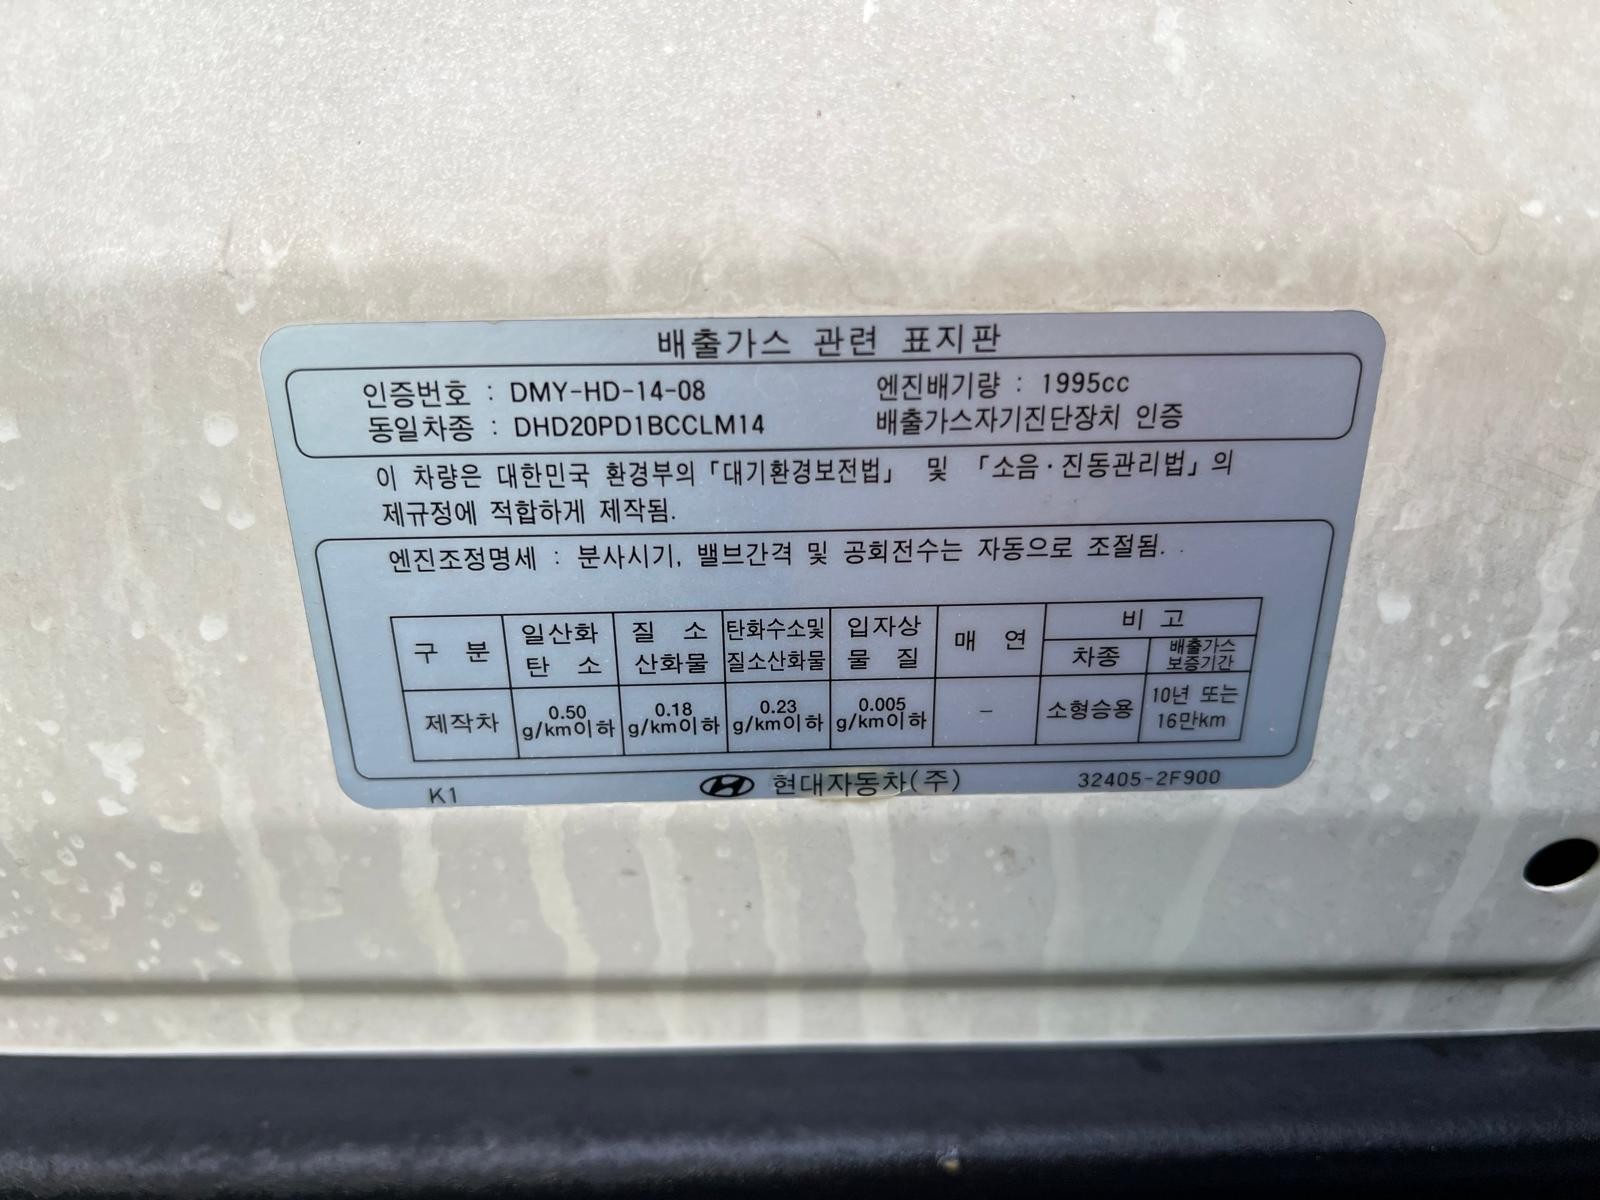 배출가스 관련 표지판
인증번호 : DMY-HD-14-08 엔진배기량 : 1995cc
동일차종 : DHD20PD1BCCLM14 배출가스자기진단장치 인증
이 차량은 대한민국 환경부의 「대기환경보전법」 및 「소음·진동관리법」의
제규정에 적합하게 제작됨.
엔진조정명세 : 분사시기, 밸브간격 및 공회전수는 자동으로 조절됨.
구 분 일산화 탄 소 질 소 산화물 탄화수소및 질소산화물 입자상 물 질 매 연 비 고
차종 배출가스 보증기간
제작차 0.50 g/km이하 0.18 g/km이하 0.23 g/km이하 0.005 g/km이하 - 소형승용 10년 또는 16만km
K1 현대자동차(주) 32405-2F900